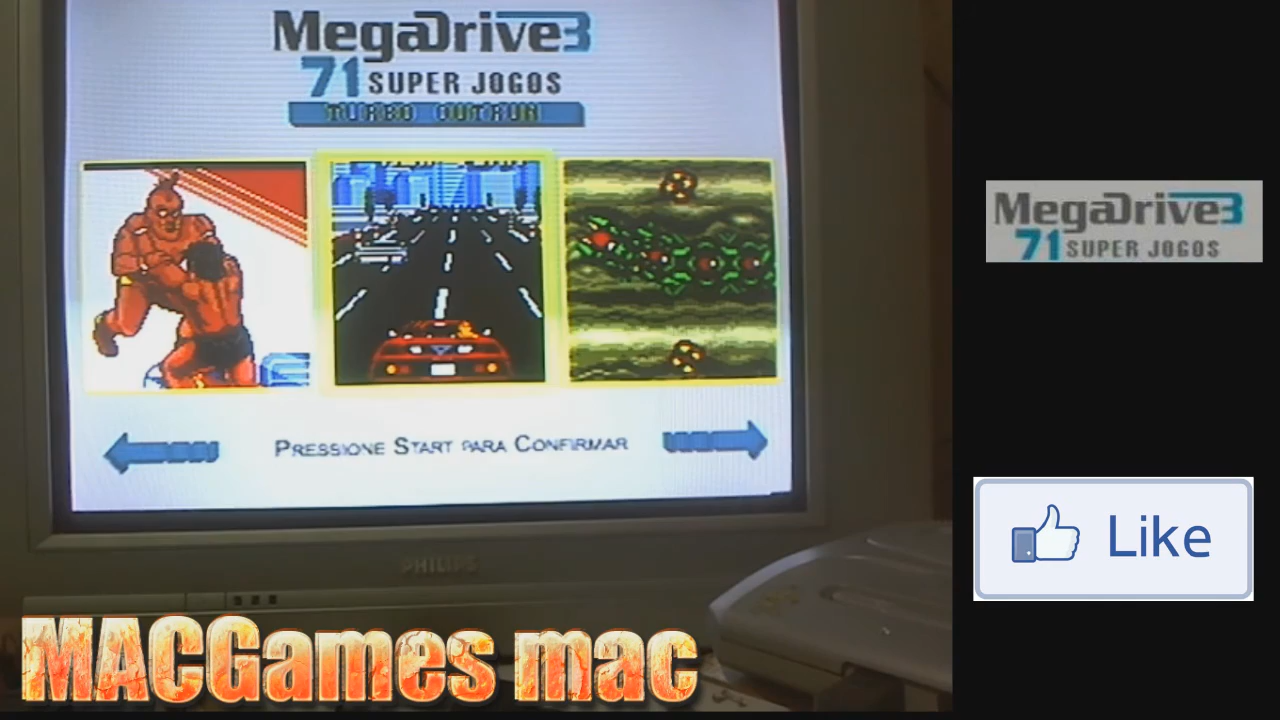 MegaDrive3
71 SUPER JOGOS
TURBO OUTRUN
PRESSIONE START PARA CONFIRMAR
PHILIPS
MACGames mac
MegaDrive3
71 SUPER JOGOS
Like